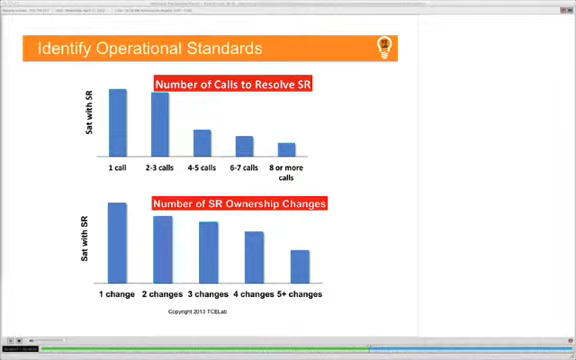 Identify Operational Standards
Number of Calls to Resolve SR
Sat with SR
1 call
2-3 calls
4-5 calls
6-7 calls
8 or more
calls
Number of SR Ownership Changes
Sat with SR
1 change
2 changes
3 changes
4 changes
5+ changes
Copyright 2013 TCELab